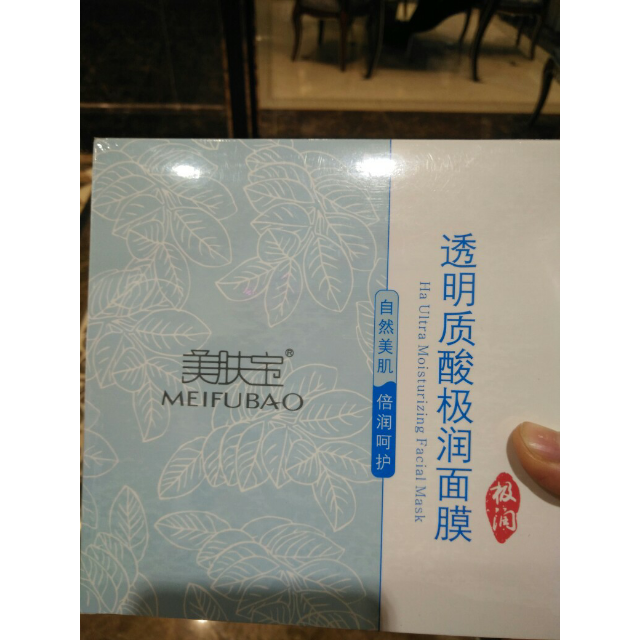 美肤宝®
MEIFUBAO
自然美肌
倍润呵护
透明质酸极润面膜
Ha Ultra Moisturizing Facial Mask
极润